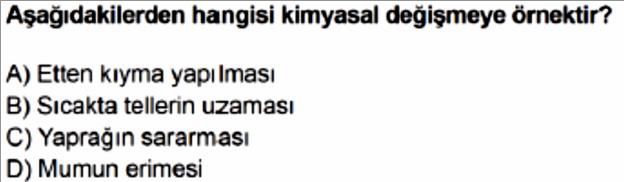 Aşağıdakilerden hangisi kimyasal değişmeye örnektir?
A) Etten kıyma yapılması
B) Sıcakta tellerin uzaması
C) Yaprağın sararması
D) Mumun erimesi